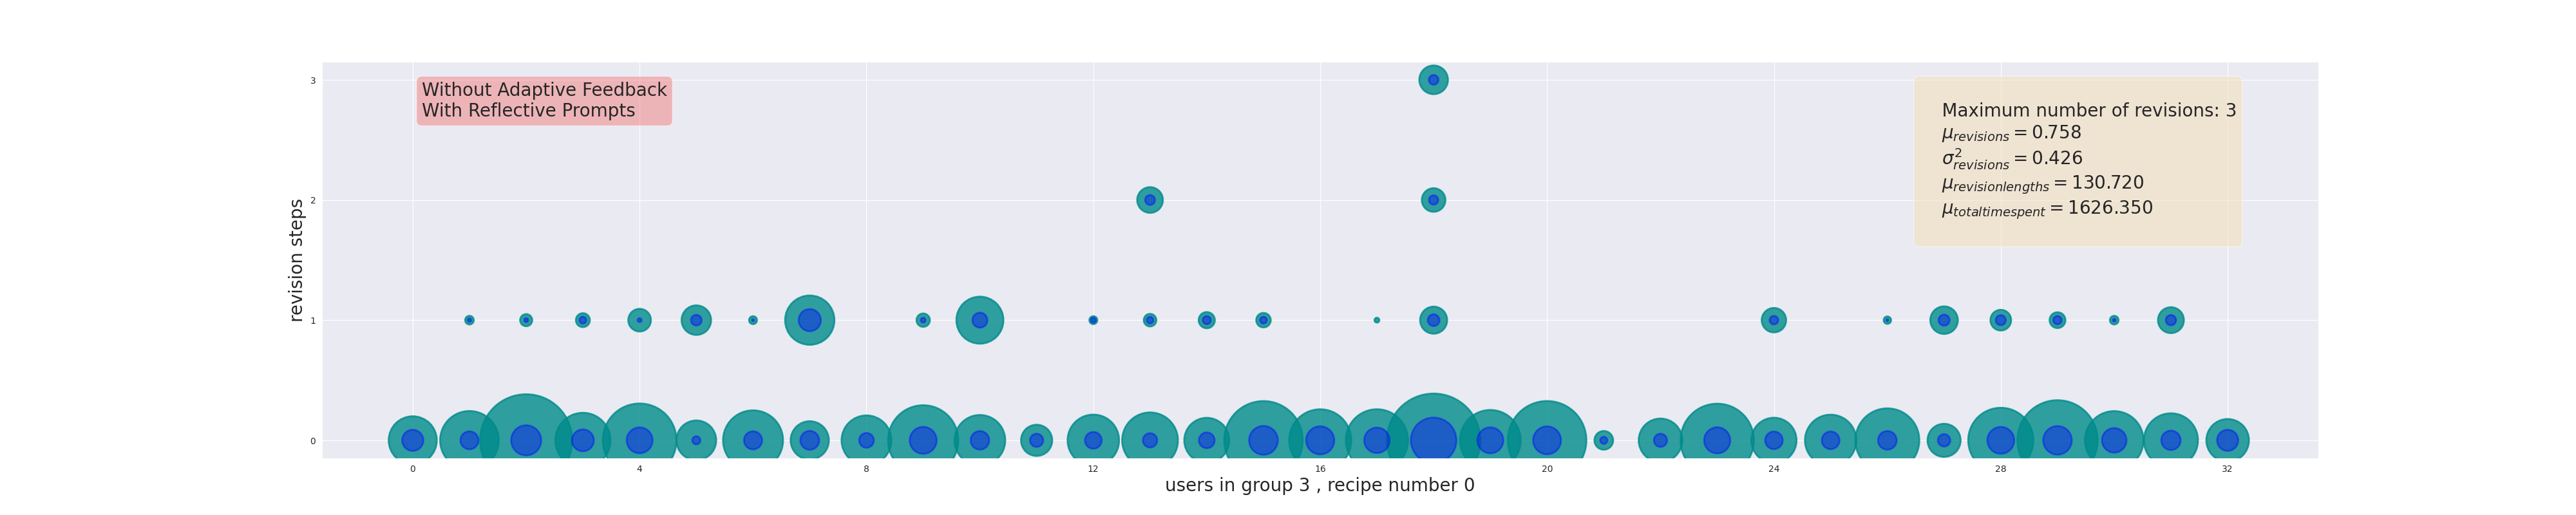 Without Adaptive Feedback
With Reflective Prompts
Maximum number of revisions: 3
μrevisions = 0.758
σ²revisions = 0.426
μrevisionlengths = 130.720
μtotaltimespent = 1626.350
revision steps
3
2
1
0
0 4 8 12 16 20 24 28 32
users in group 3 , recipe number 0